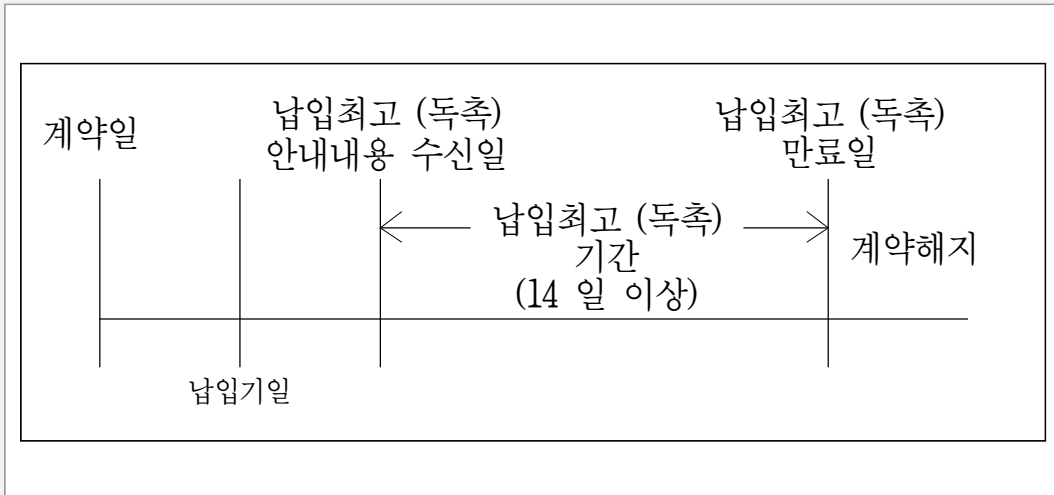 계약일
납입최고 (독촉)
안내내용 수신일
납입최고 (독촉)
만료일
납입최고 (독촉)
기간
(14 일 이상)
계약해지
납입기일